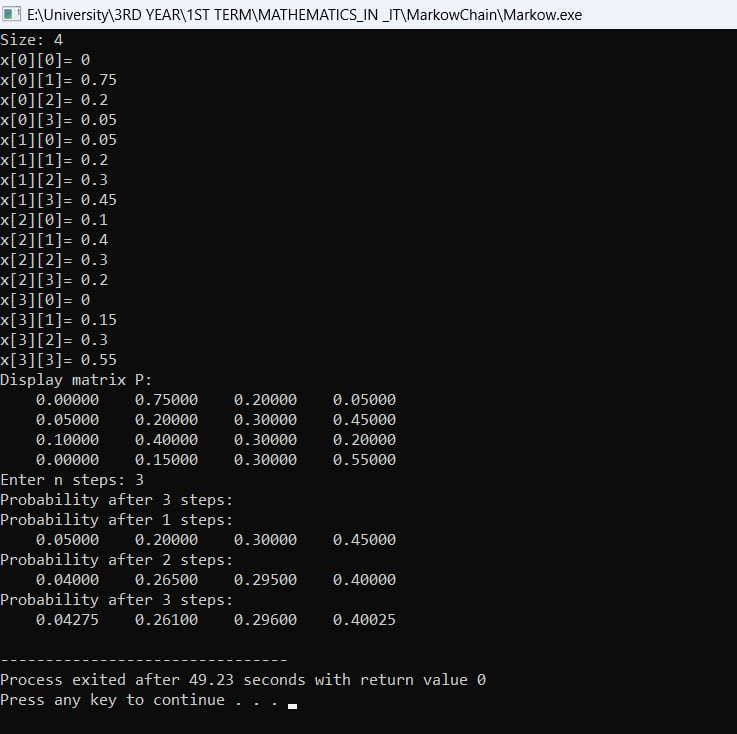 E:\University\3RD YEAR\1ST TERM\MATHEMATICS_IN _IT\MarkowChain\Markow.exe
Size: 4
x[0][0]= 0
x[0][1]= 0.75
x[0][2]= 0.2
x[0][3]= 0.05
x[1][0]= 0.05
x[1][1]= 0.2
x[1][2]= 0.3
x[1][3]= 0.45
x[2][0]= 0.1
x[2][1]= 0.4
x[2][2]= 0.3
x[2][3]= 0.2
x[3][0]= 0
x[3][1]= 0.15
x[3][2]= 0.3
x[3][3]= 0.55
Display matrix P:
    0.00000    0.75000    0.20000    0.05000
    0.05000    0.20000    0.30000    0.45000
    0.10000    0.40000    0.30000    0.20000
    0.00000    0.15000    0.30000    0.55000
Enter n steps: 3
Probability after 3 steps:
Probability after 1 steps:
    0.05000    0.20000    0.30000    0.45000
Probability after 2 steps:
    0.04000    0.26500    0.29500    0.40000
Probability after 3 steps:
    0.04275    0.26100    0.29600    0.40025

--------------------------------
Process exited after 49.23 seconds with return value 0
Press any key to continue . . .